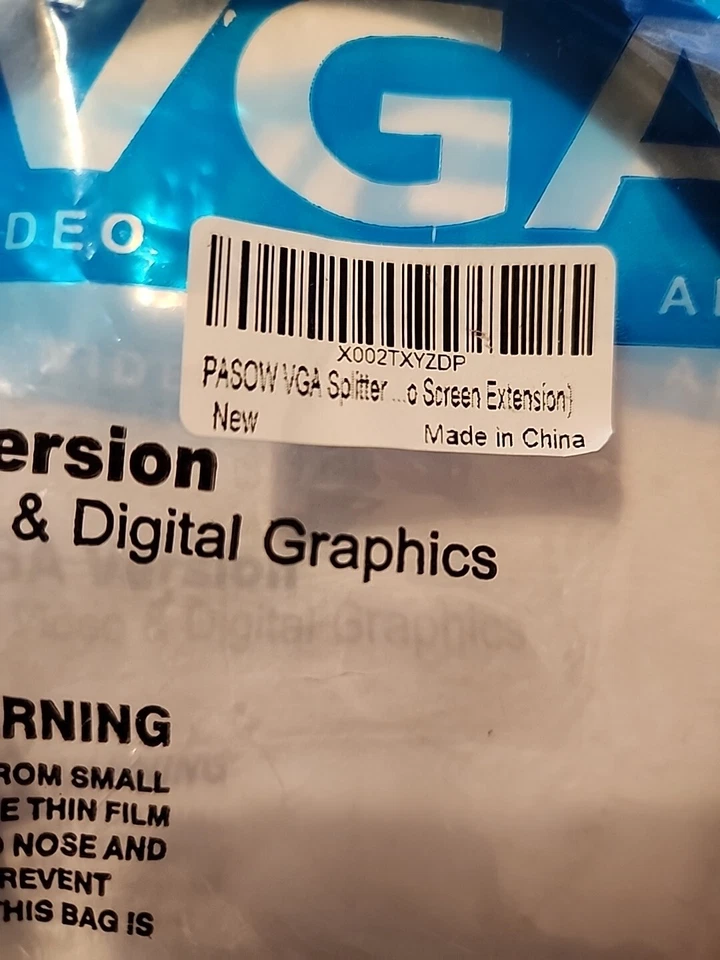 VGA
DEO
A
X002TXYZDP
PASOW VGA Splitter ...o Screen Extension)
New
Made in China
ersion
& Digital Graphics
RNING
ROM SMALL
E THIN FILM
NOSE AND
REVENT
THIS BAG IS